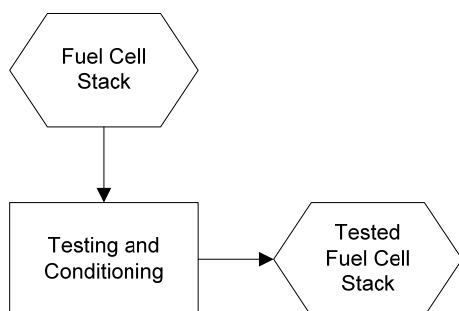 Fuel Cell
Stack
Testing and
Conditioning
Tested
Fuel Cell
Stack